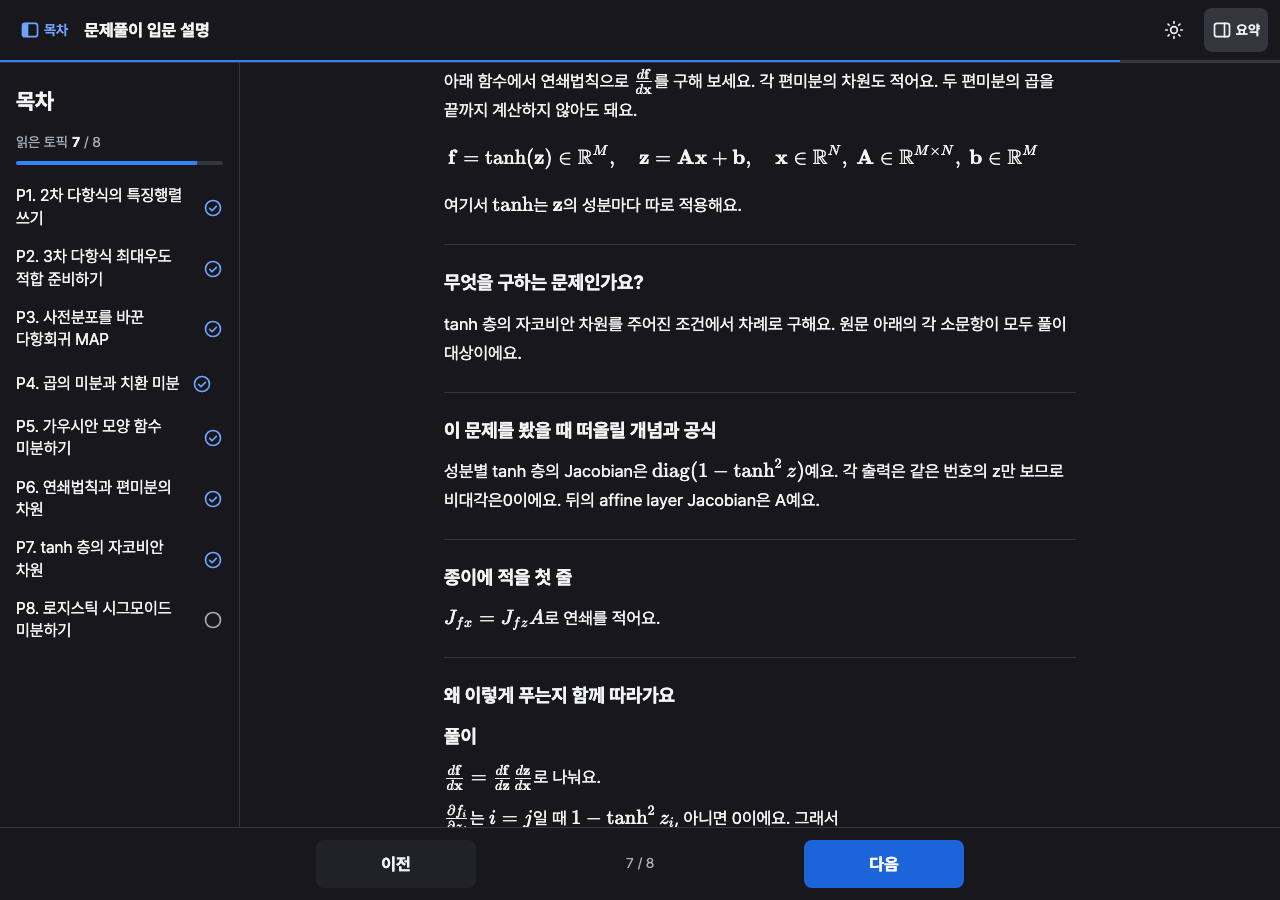 목차 문제풀이 입문 설명 요약
목차
읽은 토픽 7 / 8
P1. 2차 다항식의 특징행렬
쓰기
P2. 3차 다항식 최대우도
적합 준비하기
P3. 사전분포를 바꾼
다항회귀 MAP
P4. 곱의 미분과 치환 미분
P5. 가우시안 모양 함수
미분하기
P6. 연쇄법칙과 편미분의
차원
P7. tanh 층의 자코비안
차원
P8. 로지스틱 시그모이드
미분하기
아래 함수에서 연쇄법칙으로 df/dx를 구해 보세요. 각 편미분의 차원도 적어요. 두 편미분의 곱을
끝까지 계산하지 않아도 돼요.
f = tanh(z) ∈ ℝ^M, z = Ax + b, x ∈ ℝ^N, A ∈ ℝ^{M×N}, b ∈ ℝ^M
여기서 tanh는 z의 성분마다 따로 적용해요.
무엇을 구하는 문제인가요?
tanh 층의 자코비안 차원를 주어진 조건에서 차례로 구해요. 원문 아래의 각 소문항이 모두 풀이
대상이에요.
이 문제를 봤을 때 떠올릴 개념과 공식
성분별 tanh 층의 Jacobian은 diag(1 − tanh² z)예요. 각 출력은 같은 번호의 z만 보므로
비대각은0이에요. 뒤의 affine layer Jacobian은 A예요.
종이에 적을 첫 줄
J_{fx} = J_{fz}A로 연쇄를 적어요.
왜 이렇게 푸는지 함께 따라가요
풀이
df/dx = df/dz dz/dx로 나눠요.
∂f_i/∂z_j는 i = j일 때 1 − tanh² z_i, 아니면 0이에요. 그래서
이전 7 / 8 다음